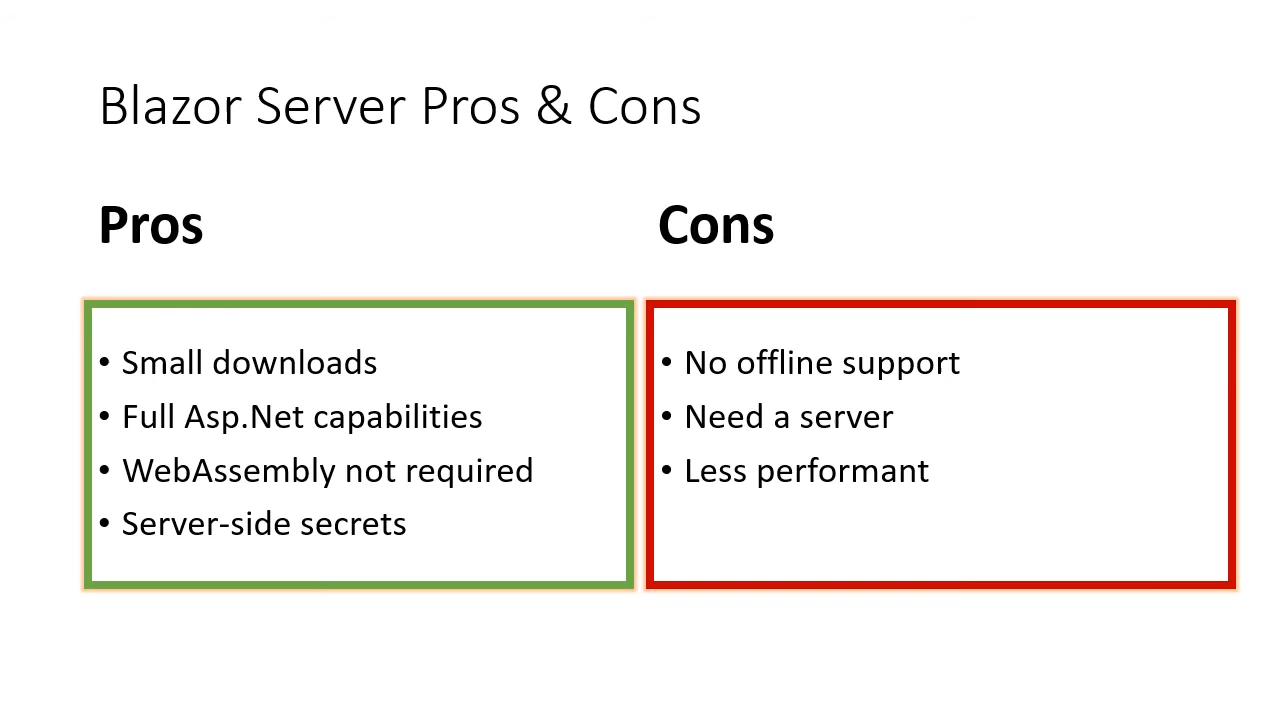 Blazor Server Pros & Cons
Pros
• Small downloads
• Full Asp.Net capabilities
• WebAssembly not required
• Server-side secrets
Cons
• No offline support
• Need a server
• Less performant